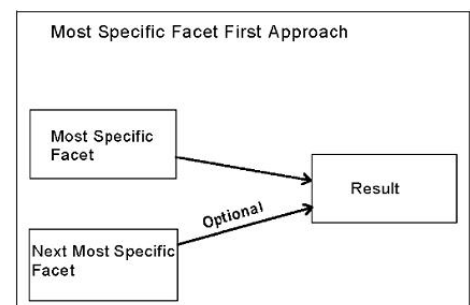 Most Specific Facet First Approach
Most Specific
Facet
Result
Optional
Next Most Specific
Facet